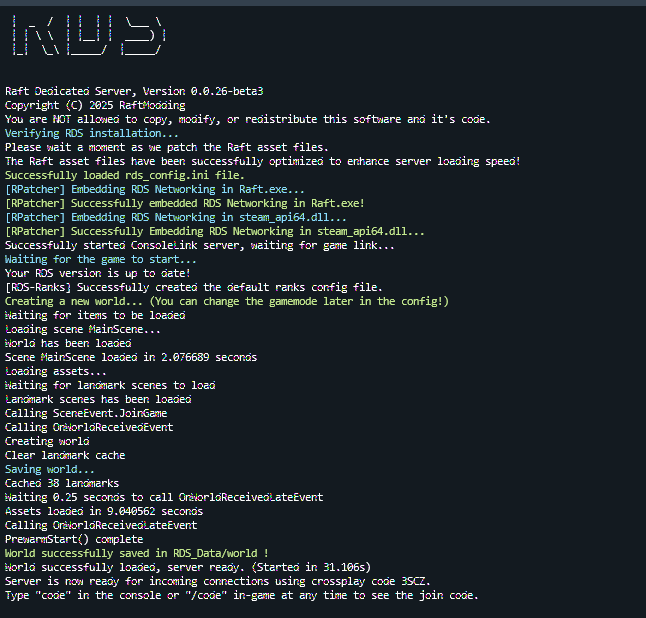 RDS
Raft Dedicated Server, Version 0.0.26-beta3
Copyright (C) 2025 RaftModding
You are NOT allowed to copy, modify, or redistribute this software and it's code.
Verifying RDS installation...
Please wait a moment as we patch the Raft asset files.
The Raft asset files have been successfully optimized to enhance server loading speed!
Successfully loaded rds_config.ini file.
[RPatcher] Embedding RDS Networking in Raft.exe...
[RPatcher] Successfully embedded RDS Networking in Raft.exe!
[RPatcher] Embedding RDS Networking in steam_api64.dll...
[RPatcher] Successfully Embedding RDS Networking in steam_api64.dll...
Successfully started ConsoleLink server, waiting for game link...
Waiting for the game to start...
Your RDS version is up to date!
[RDS-Ranks] Successfully created the default ranks config file.
Creating a new world... (You can change the gamemode later in the config!)
Waiting for items to be loaded
Loading scene MainScene...
World has been loaded
Scene MainScene loaded in 2.076689 seconds
Loading assets...
Waiting for landmark scenes to load
Landmark scenes has been loaded
Calling SceneEvent.JoinGame
Calling OnWorldReceivedEvent
Creating world
Clear landmark cache
Saving world...
Cached 38 landmarks
Waiting 0.25 seconds to call OnWorldReceivedLateEvent
Assets loaded in 9.040562 seconds
Calling OnWorldReceivedLateEvent
PrewarmStart() complete
World successfully saved in RDS_Data/world !
World successfully loaded, server ready. (Started in 31.106s)
Server is now ready for incoming connections using crossplay code 3SCZ.
Type "code" in the console or "/code" in-game at any time to see the join code.